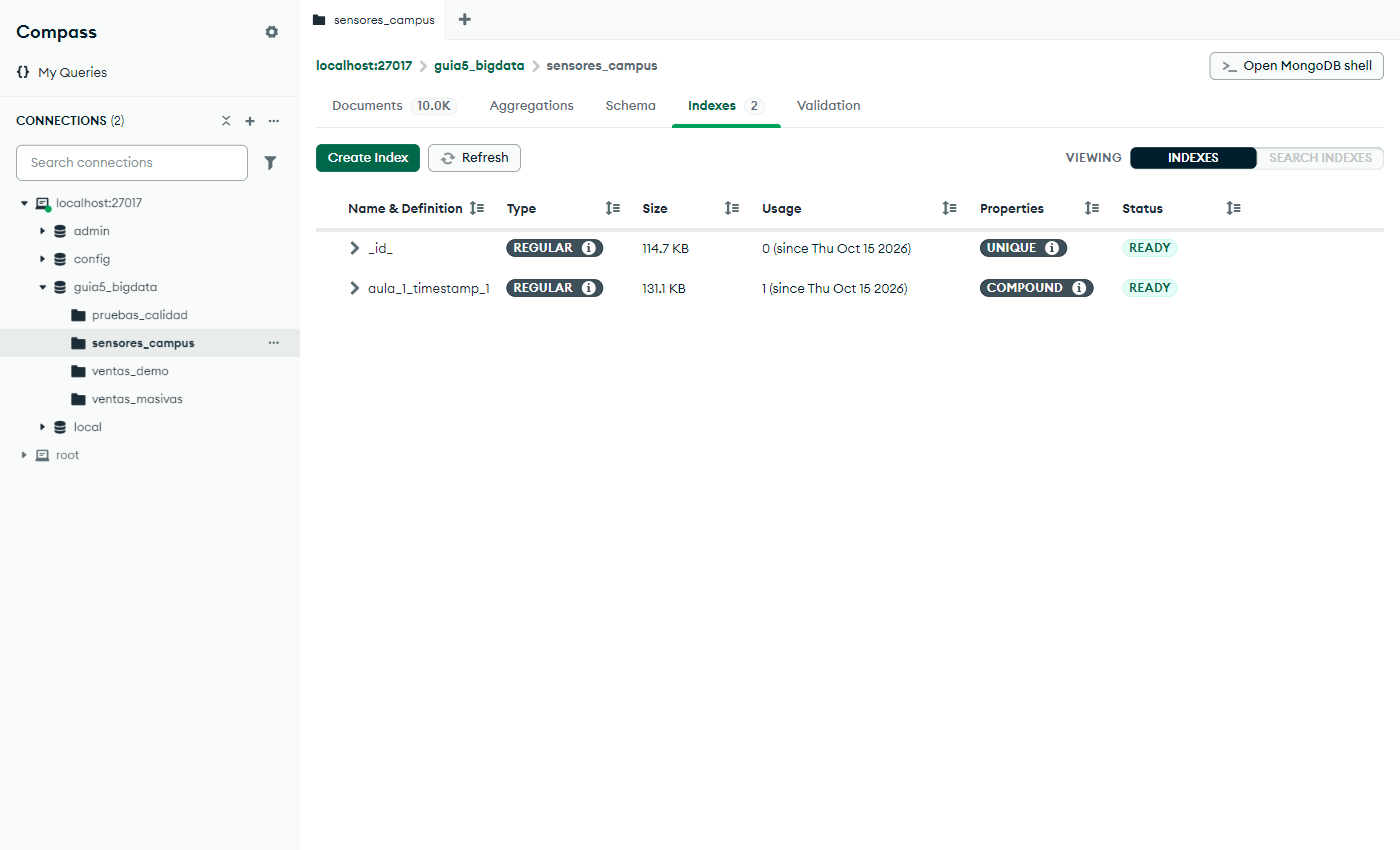 Compass
My Queries
CONNECTIONS (2)
Search connections
localhost:27017
admin
config
guia5_bigdata
pruebas_calidad
sensores_campus
ventas_demo
ventas_masivas
local
root
sensores_campus
localhost:27017 guia5_bigdata sensores_campus
>_ Open MongoDB shell
Documents 10.0K Aggregations Schema Indexes 2 Validation
Create Index Refresh
VIEWING INDEXES SEARCH INDEXES
Name & Definition Type Size Usage Properties Status
_id_ REGULAR 114.7 KB 0 (since Thu Oct 15 2026) UNIQUE READY
aula_1_timestamp_1 REGULAR 131.1 KB 1 (since Thu Oct 15 2026) COMPOUND READY